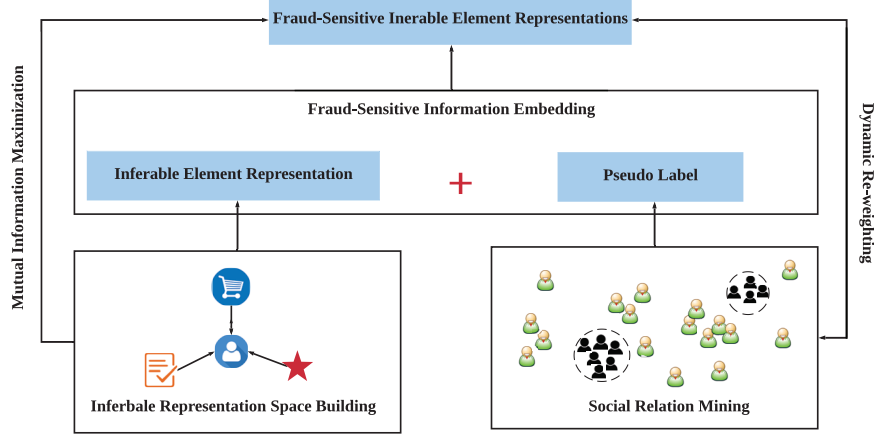 Fraud-Sensitive Inerable Element Representations
Mutual Information Maximization
Dynamic Re-weighting
Fraud-Sensitive Information Embedding
Inferable Element Representation
+
Pseudo Label
Inferbale Representation Space Building
Social Relation Mining